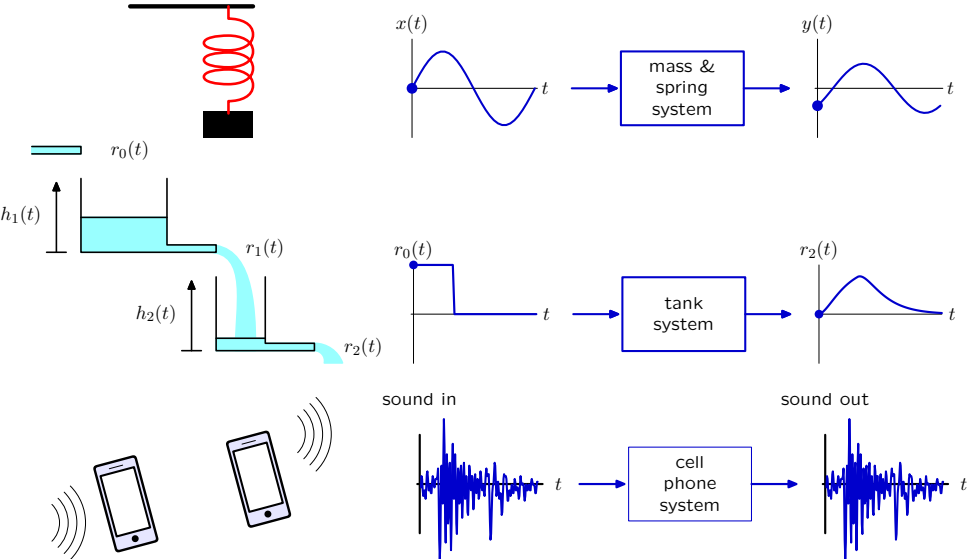 x(t)
t
mass &
spring
system
y(t)
t
r₀(t)
h₁(t)
r₁(t)
h₂(t)
r₂(t)
r₀(t)
t
tank
system
r₂(t)
t
sound in
t
cell
phone
system
sound out
t